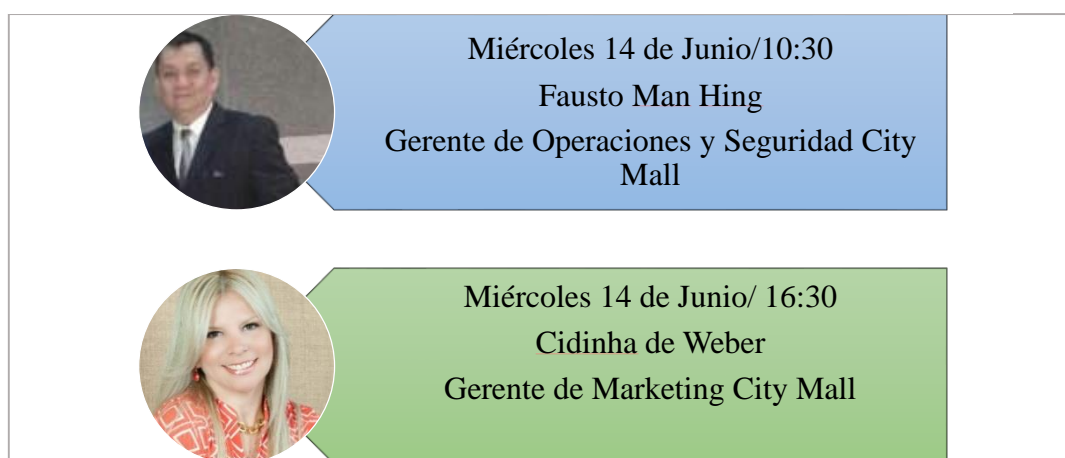 Miércoles 14 de Junio/10:30
Fausto Man Hing
Gerente de Operaciones y Seguridad City
Mall
Miércoles 14 de Junio/ 16:30
Cidinha de Weber
Gerente de Marketing City Mall